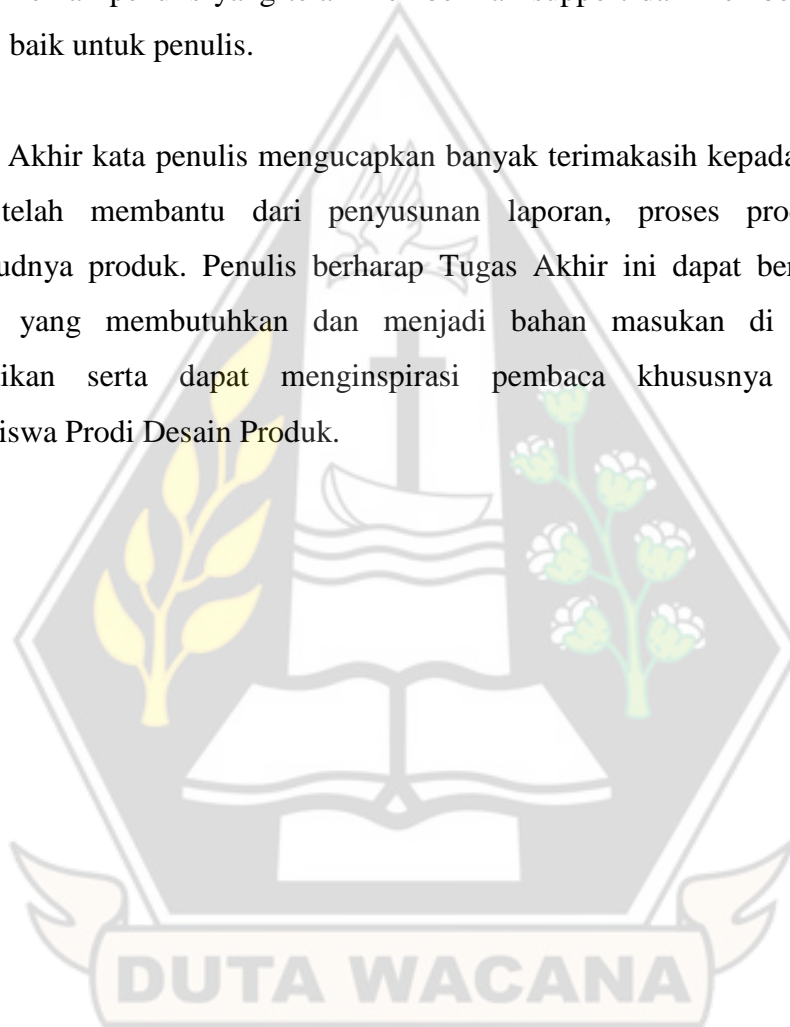 baik untuk penulis.
Akhir kata penulis mengucapkan banyak terimakasih kepada
telah membantu dari penyusunan laporan, proses pro
udnya produk. Penulis berharap Tugas Akhir ini dapat ber
yang membutuhkan dan menjadi bahan masukan di
ikan serta dapat menginspirasi pembaca khususnya
iswa Prodi Desain Produk.
DUTA WACANA